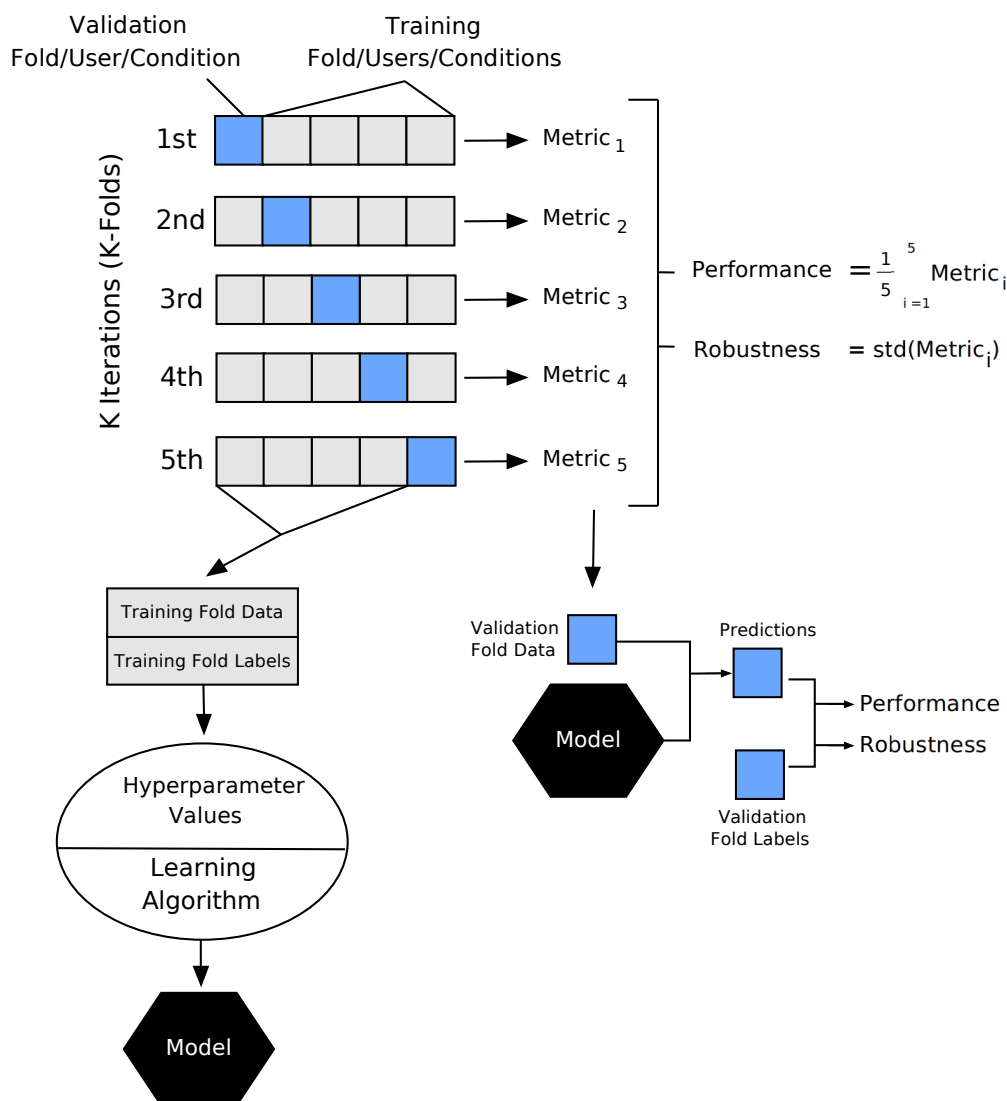 Validation
Fold/User/Condition
Training
Fold/Users/Conditions
K Iterations (K-Folds)
1st
Metric 1
2nd
Metric 2
3rd
Metric 3
4th
Metric 4
5th
Metric 5
Performance = 1/5 5 i=1 Metric i
Robustness = std(Metric i)
Training Fold Data
Training Fold Labels
Hyperparameter
Values
Learning
Algorithm
Model
Validation
Fold Data
Model
Predictions
Validation
Fold Labels
Performance
Robustness